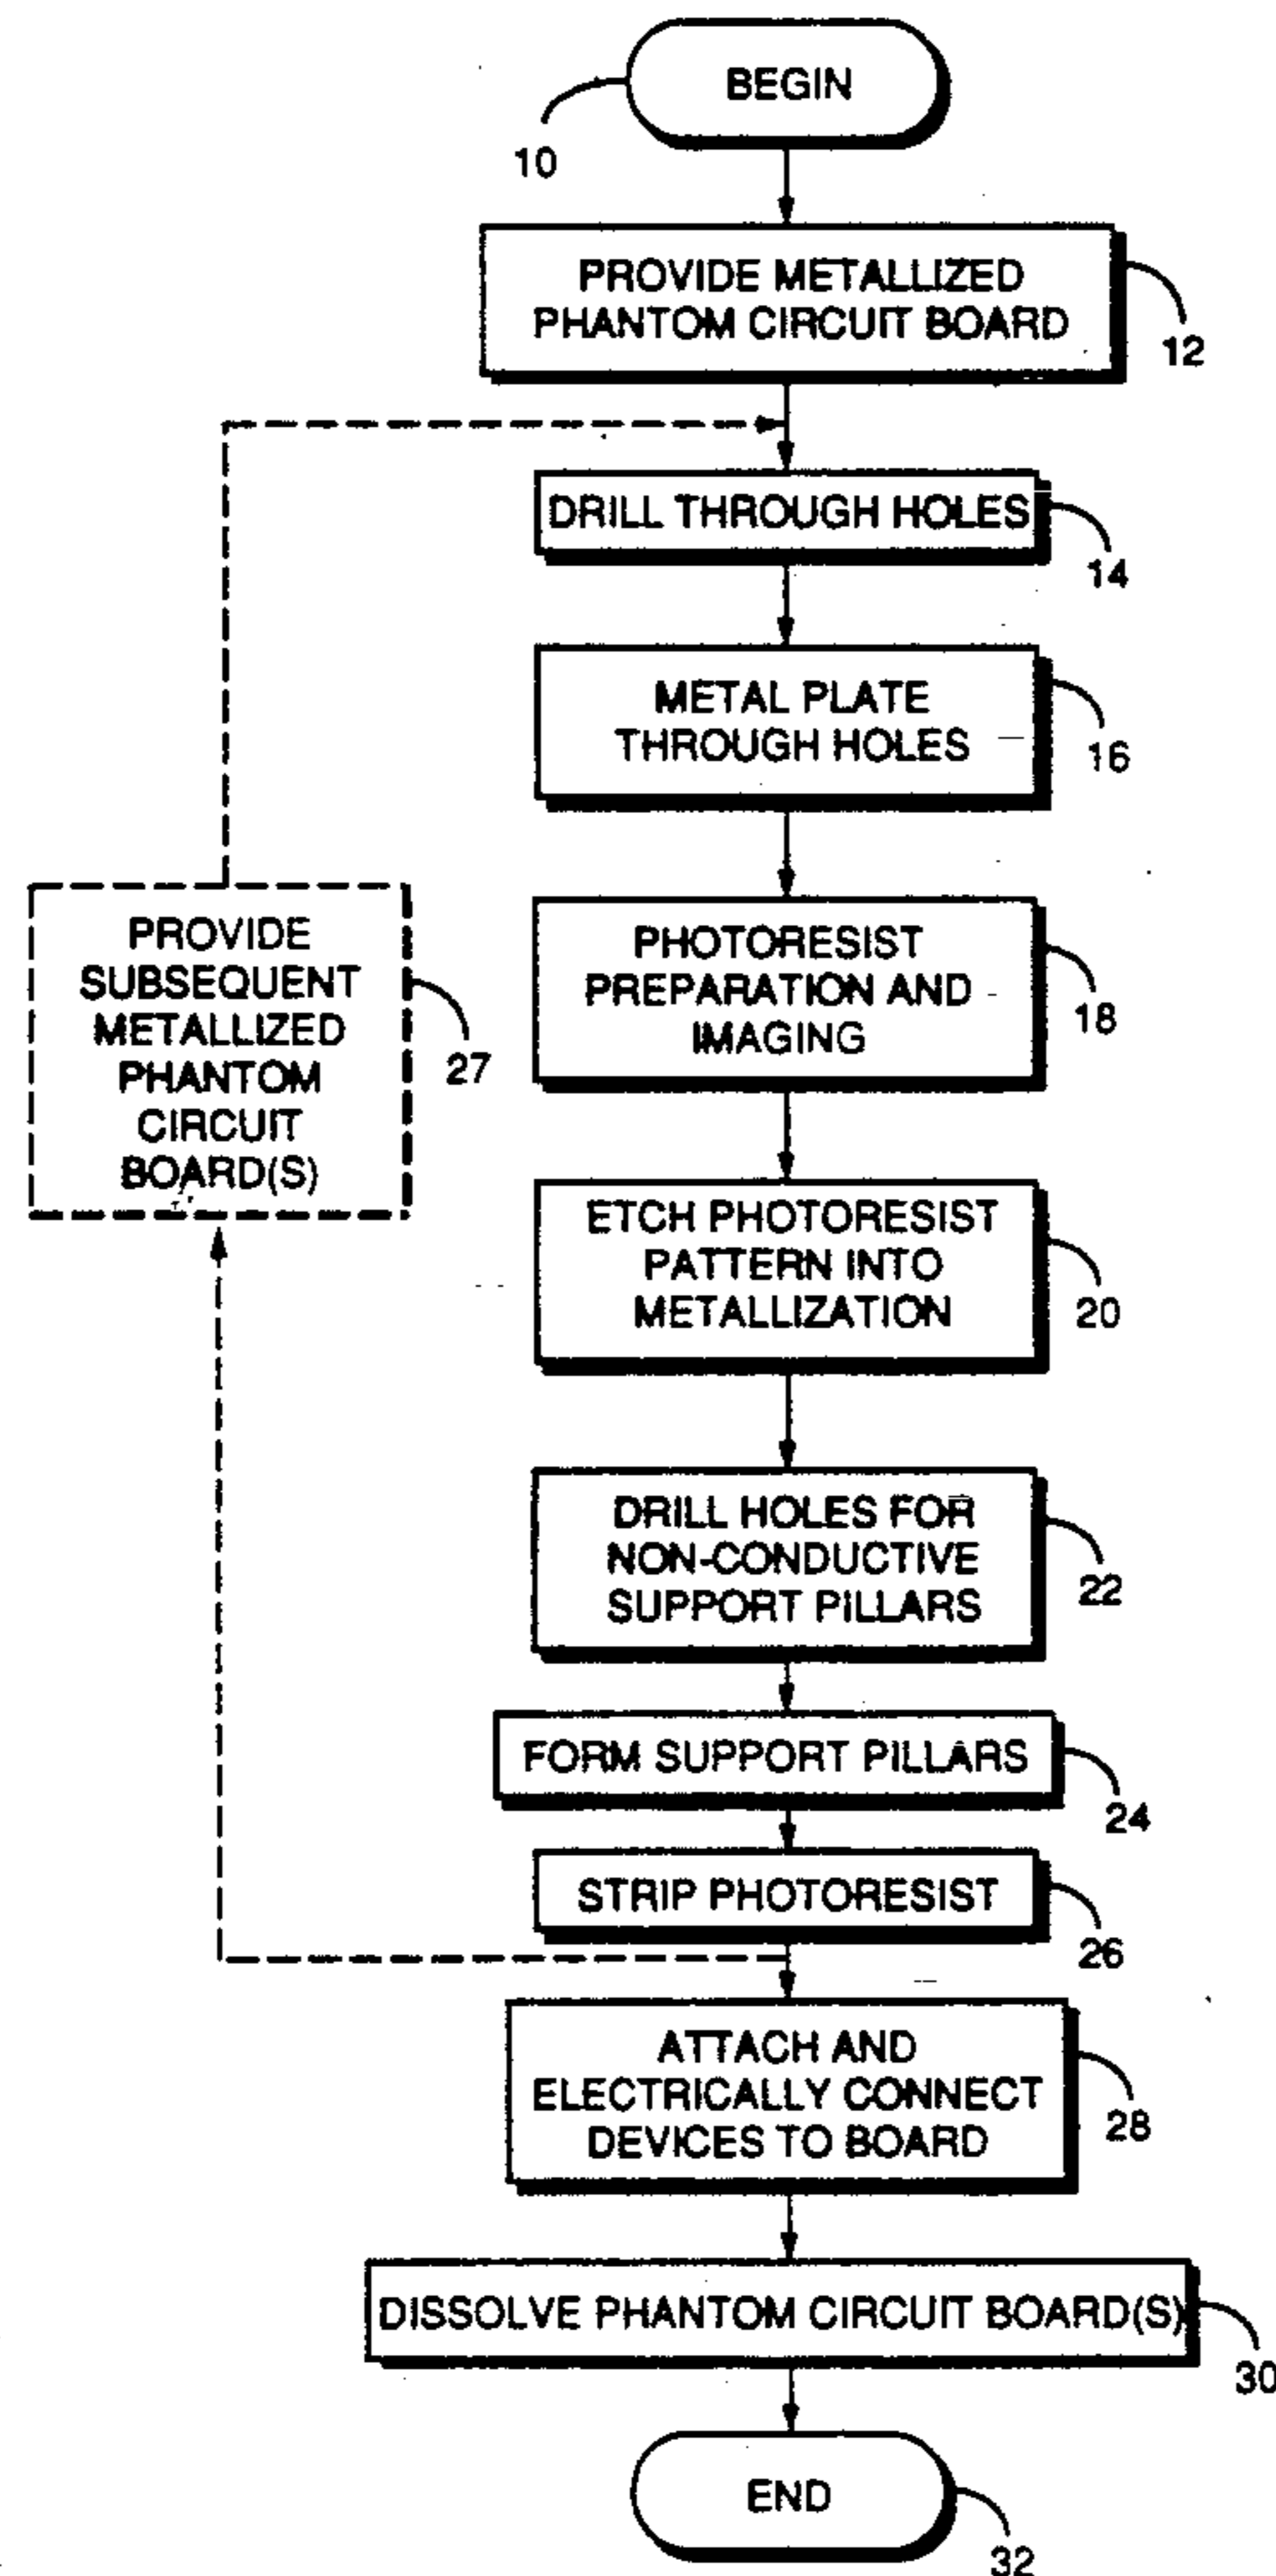 BEGIN
10
PROVIDE METALLIZED
PHANTOM CIRCUIT BOARD
12
DRILL THROUGH HOLES
14
METAL PLATE
THROUGH HOLES
16
PHOTORESIST
PREPARATION AND
IMAGING
18
PROVIDE
SUBSEQUENT
METALLIZED
PHANTOM
CIRCUIT
BOARD(S)
27
ETCH PHOTORESIST
PATTERN INTO
METALLIZATION
20
DRILL HOLES FOR
NON-CONDUCTIVE
SUPPORT PILLARS
22
FORM SUPPORT PILLARS
24
STRIP PHOTORESIST
26
ATTACH AND
ELECTRICALLY CONNECT
DEVICES TO BOARD
28
DISSOLVE PHANTOM CIRCUIT BOARD(S)
30
END
32